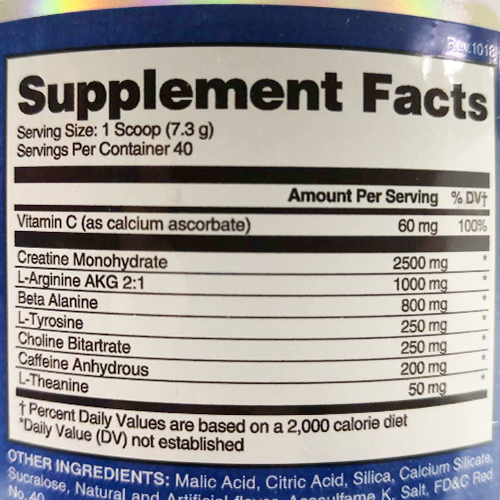 Rev.1018
Supplement Facts
Serving Size: 1 Scoop (7.3 g)
Servings Per Container 40
Amount Per Serving % DV†
Vitamin C (as calcium ascorbate) 60 mg 100%
Creatine Monohydrate 2500 mg *
L-Arginine AKG 2:1 1000 mg *
Beta Alanine 800 mg *
L-Tyrosine 250 mg *
Choline Bitartrate 250 mg *
Caffeine Anhydrous 200 mg *
L-Theanine 50 mg *
† Percent Daily Values are based on a 2,000 calorie diet
*Daily Value (DV) not established
OTHER INGREDIENTS: Malic Acid, Citric Acid, Silica, Calcium Silicate,
Sucralose, Natural and Artificial flavor, Acesulfame K, Salt, FD&C Red
No. 40